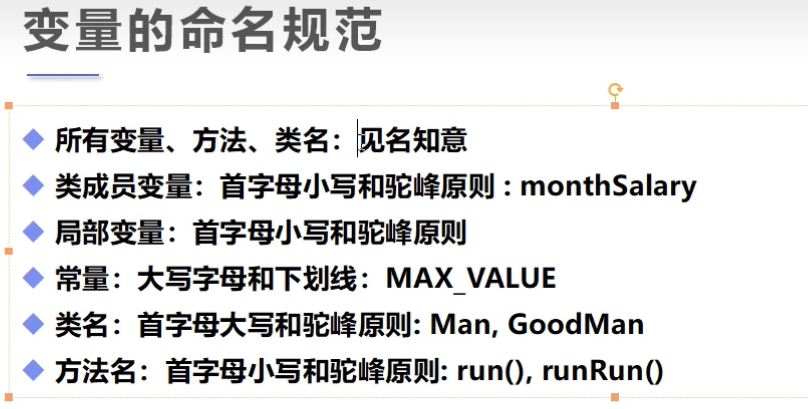 变量的命名规范
所有变量、方法、类名：见名知意
类成员变量：首字母小写和驼峰原则 : monthSalary
局部变量：首字母小写和驼峰原则
常量：大写字母和下划线：MAX_VALUE
类名：首字母大写和驼峰原则: Man, GoodMan
方法名：首字母小写和驼峰原则: run(), runRun()